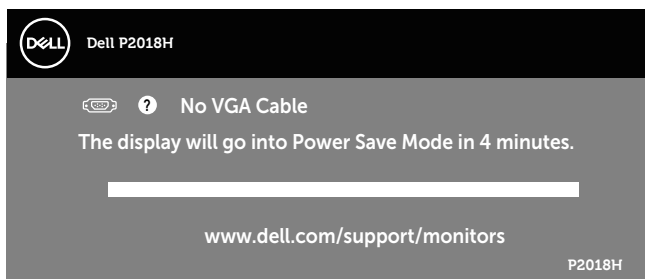 DELL
Dell P2018H
? No VGA Cable
The display will go into Power Save Mode in 4 minutes.
www.dell.com/support/monitors
P2018H